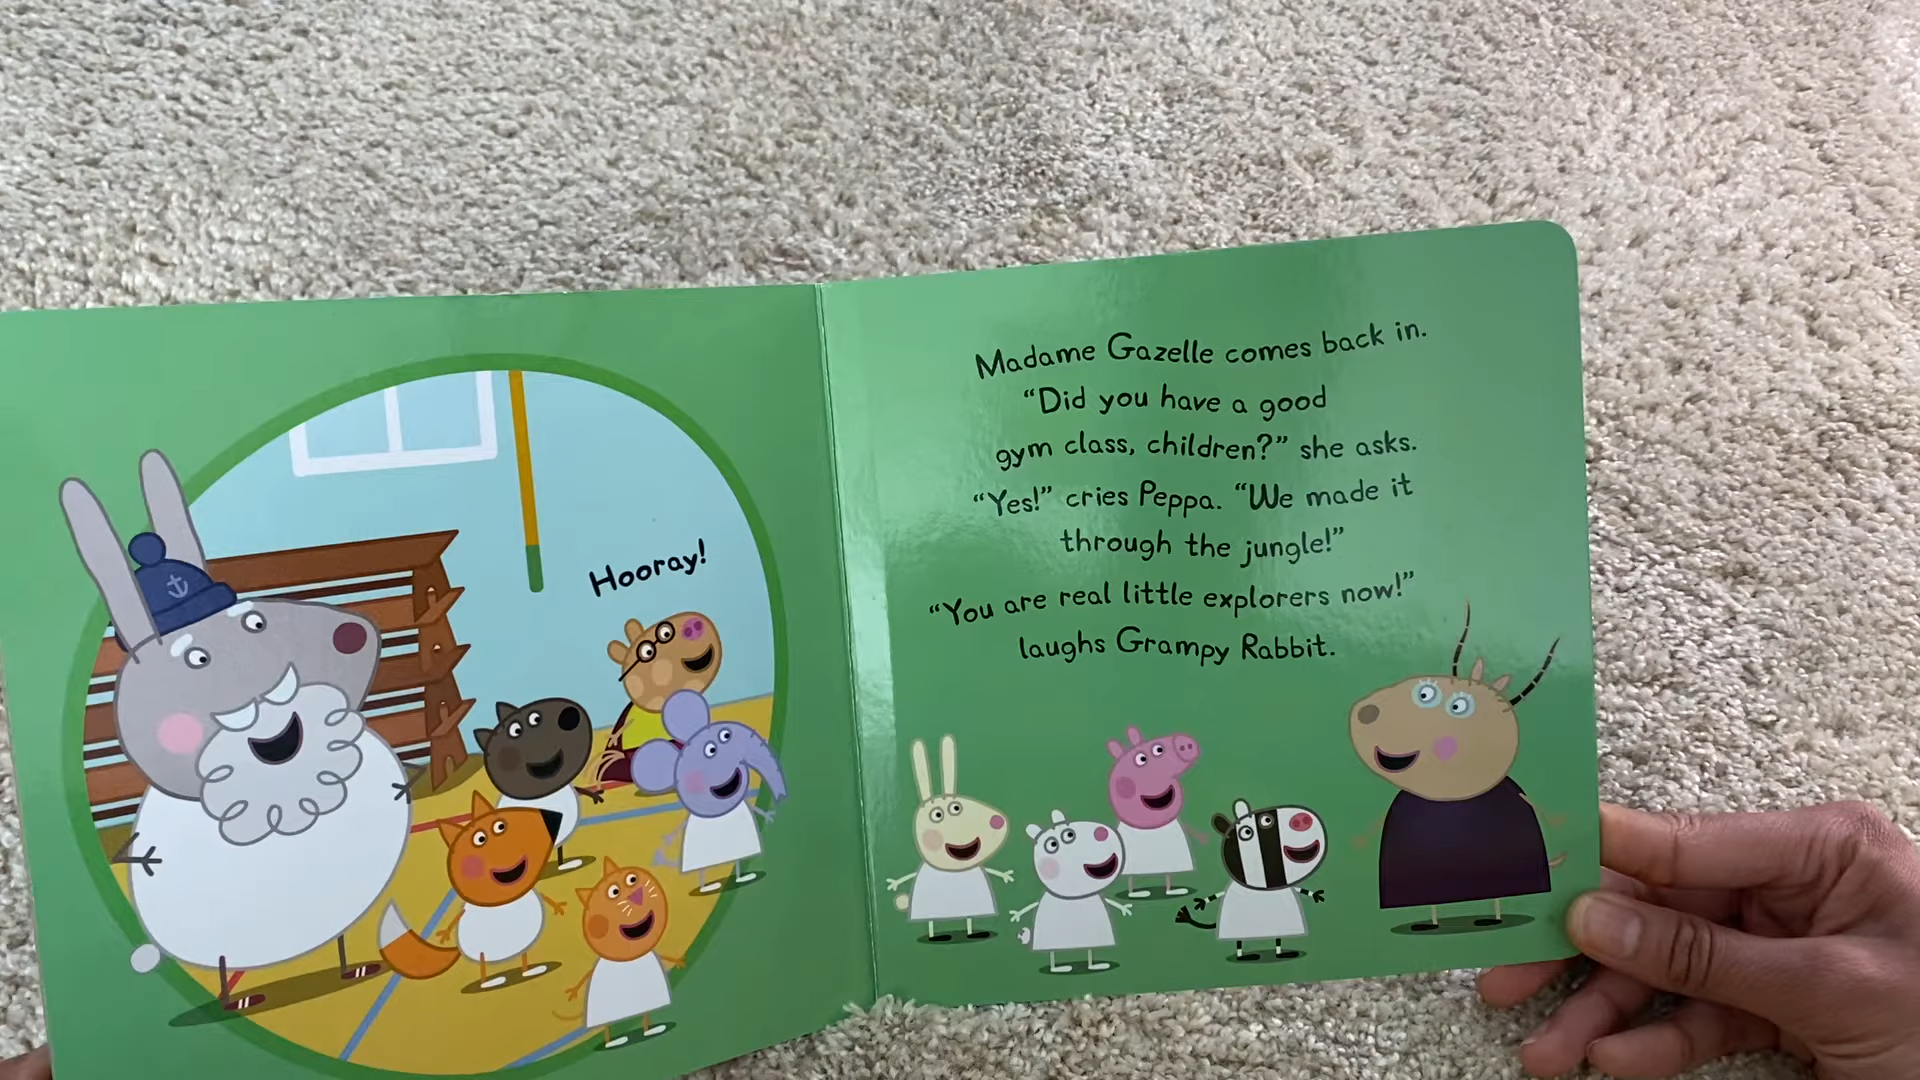 Hooray!
Madame Gazelle comes back in.
“Did you have a good
gym class, children?” she asks.
“Yes!” cries Peppa. “We made it
through the jungle!”
“You are real little explorers now!”
laughs Grampy Rabbit.